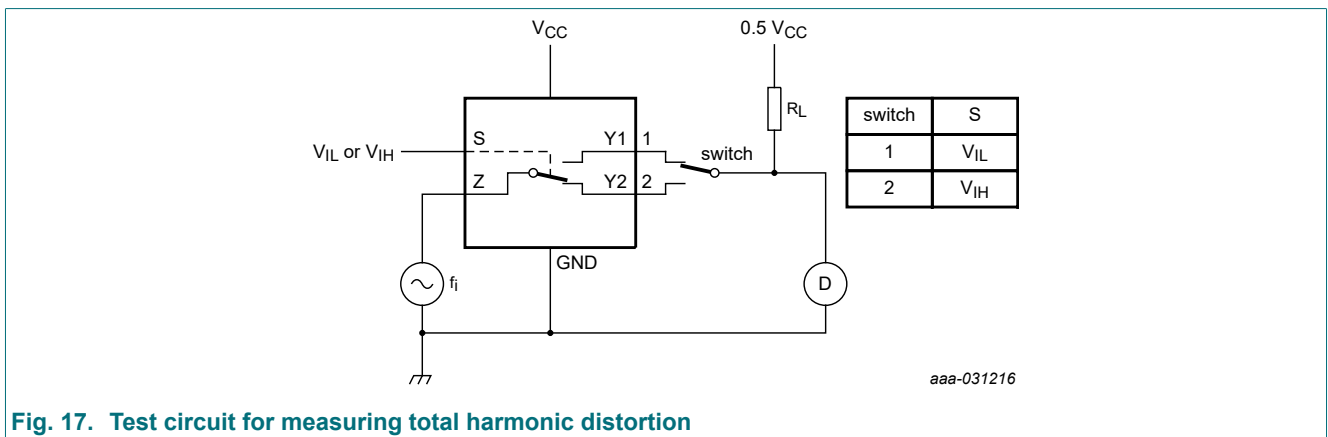 VCC
0.5 VCC
RL
switch S
1 VIL
2 VIH
S
Y1 1
switch
VIL or VIH
Z
Y2 2
GND
fi
D
aaa-031216
Fig. 17. Test circuit for measuring total harmonic distortion